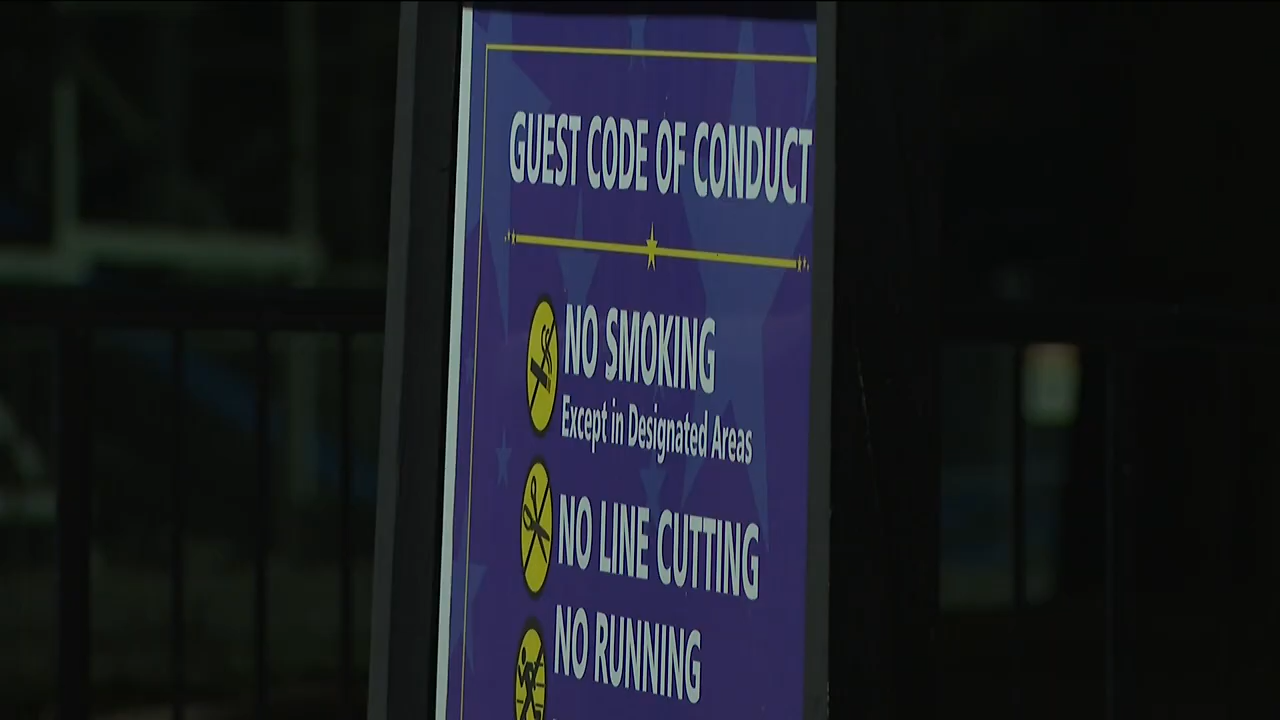 GUEST CODE OF CONDUCT
NO SMOKING
Except in Designated Areas
NO LINE CUTTING
NO RUNNING